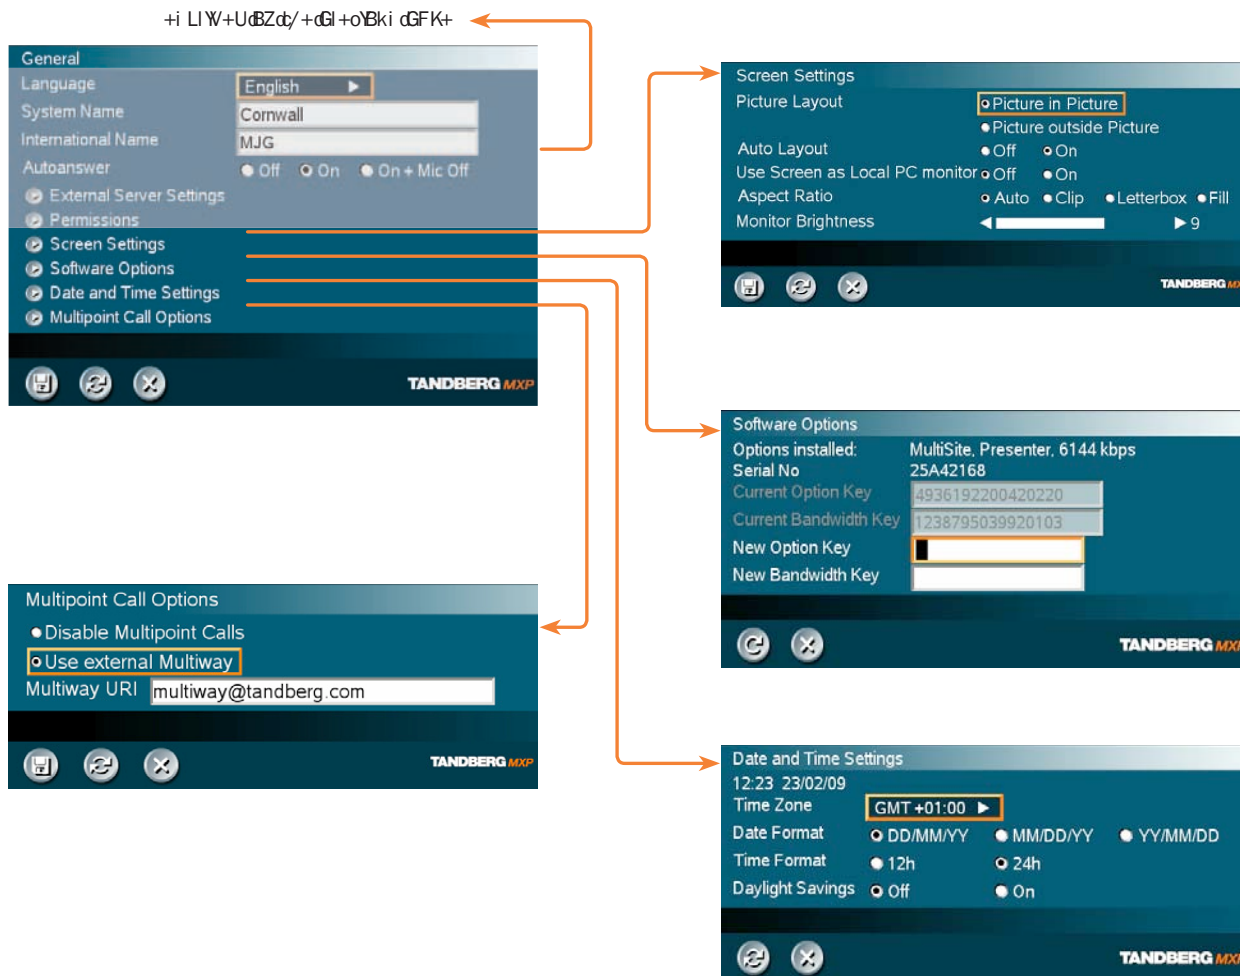 General
Language English
System Name Cornwall
International Name MJG
Autoanswer Off On On + Mic Off
External Server Settings
Permissions
Screen Settings
Software Options
Date and Time Settings
Multipoint Call Options
TANDBERG MXP
Screen Settings
Picture Layout Picture in Picture
Picture outside Picture
Auto Layout Off On
Use Screen as Local PC monitor Off On
Aspect Ratio Auto Clip Letterbox Fill
Monitor Brightness 9
TANDBERG
Software Options
Options installed: MultiSite, Presenter, 6144 kbps
Serial No 25A42168
Current Option Key 4936192200420220
Current Bandwidth Key 1238795039920103
New Option Key
New Bandwidth Key
TANDBERG
Multipoint Call Options
Disable Multipoint Calls
Use external Multiway
Multiway URI multiway@tandberg.com
TANDBERG MXP
Date and Time Settings
12:23 23/02/09
Time Zone GMT +01:00
Date Format DD/MM/YY MM/DD/YY YY/MM/DD
Time Format 12h 24h
Daylight Savings Off On
TANDBERG